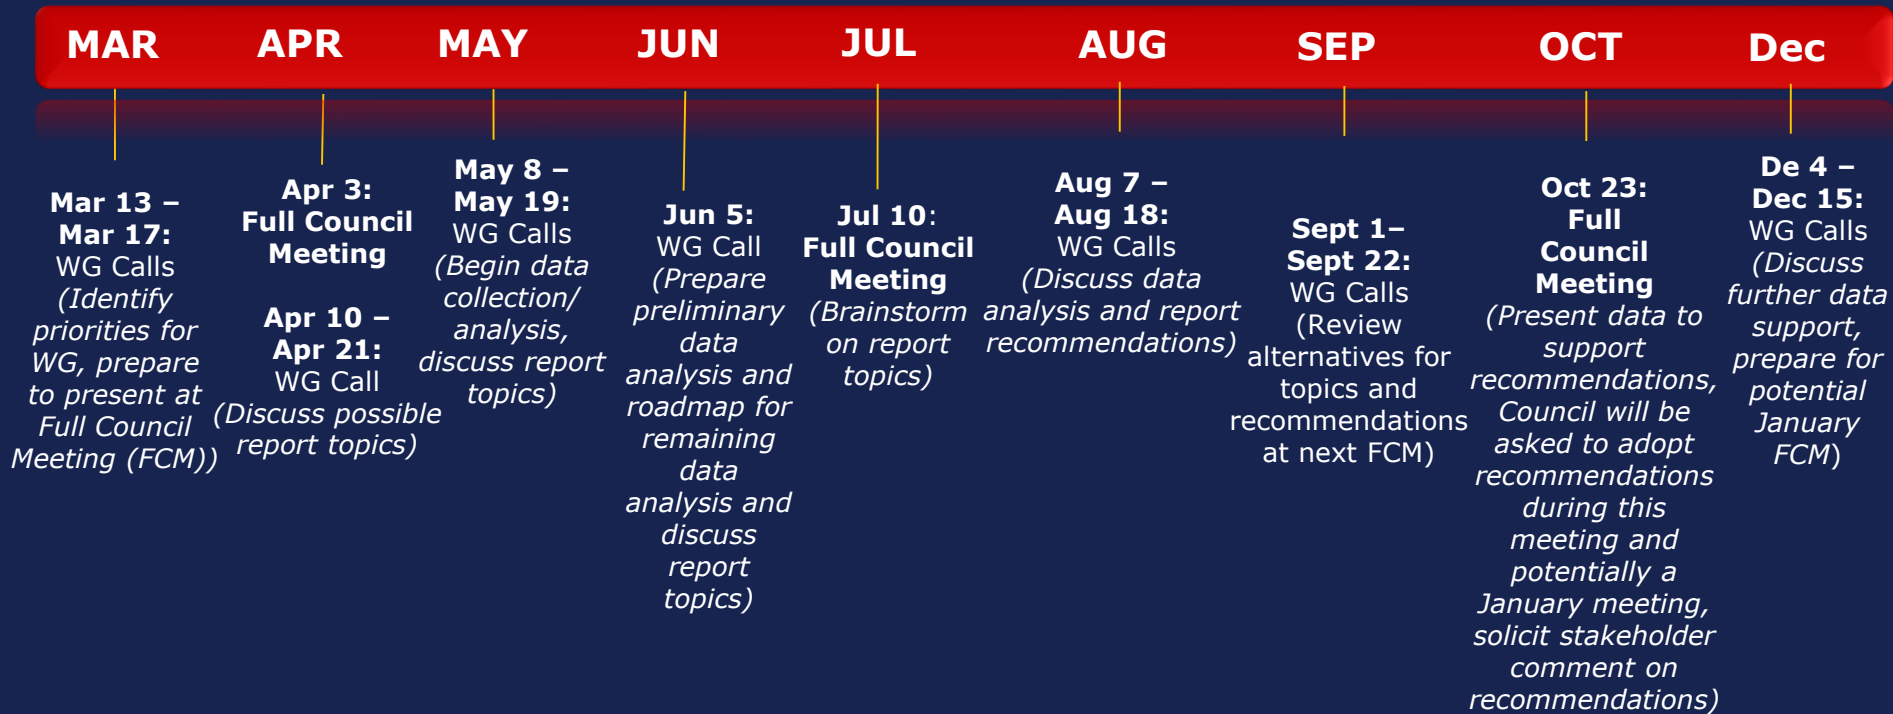 MAR APR MAY JUN JUL AUG SEP OCT Dec
Mar 13 –
Mar 17:
WG Calls
(Identify
priorities for
WG, prepare
to present at
Full Council
Meeting (FCM))
Apr 3:
Full Council
Meeting
Apr 10 –
Apr 21:
WG Call
(Discuss possible
report topics)
May 8 –
May 19:
WG Calls
(Begin data
collection/
analysis,
discuss report
topics)
Jun 5:
WG Call
(Prepare
preliminary
data
analysis and
roadmap for
remaining
data
analysis and
discuss
report
topics)
Jul 10:
Full Council
Meeting
(Brainstorm
on report
topics)
Aug 7 –
Aug 18:
WG Calls
(Discuss data
analysis and report
recommendations)
Sept 1–
Sept 22:
WG Calls
(Review
alternatives for
topics and
recommendations
at next FCM)
Oct 23:
Full
Council
Meeting
(Present data to
support
recommendations,
Council will be
asked to adopt
recommendations
during this
meeting and
potentially a
January meeting,
solicit stakeholder
comment on
recommendations)
De 4 –
Dec 15:
WG Calls
(Discuss
further data
support,
prepare for
potential
January
FCM)